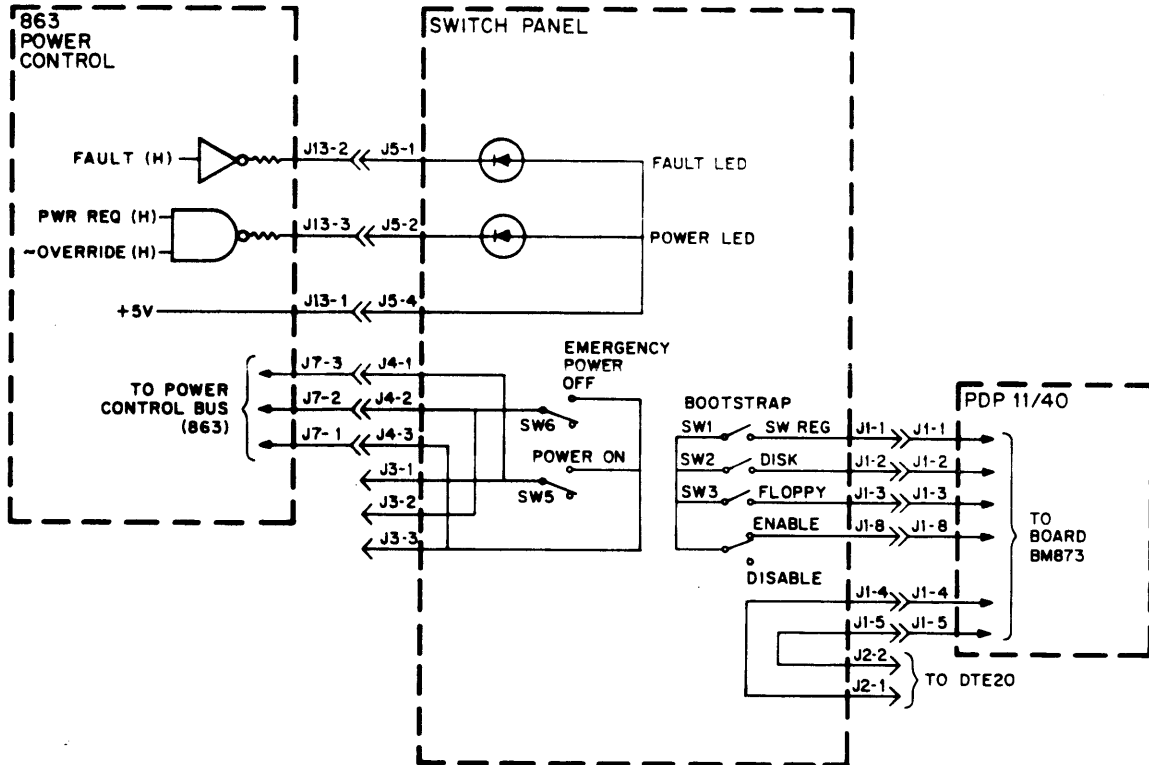 863
POWER
CONTROL
SWITCH PANEL
FAULT (H)
J13-2
J5-1
FAULT LED
PWR REQ (H)
~OVERRIDE (H)
J13-3
J5-2
POWER LED
+5V
J13-1
J5-4
TO POWER
CONTROL BUS
(863)
J7-3
J4-1
J7-2
J4-2
J7-1
J4-3
J3-1
J3-2
J3-3
EMERGENCY
POWER
OFF
SW6
POWER ON
SW5
BOOTSTRAP
SW1
SW REG
J1-1
J1-1
SW2
DISK
J1-2
J1-2
SW3
FLOPPY
J1-3
J1-3
ENABLE
J1-8
J1-8
DISABLE
J1-4
J1-4
J1-5
J1-5
J2-2
J2-1
TO DTE20
PDP 11/40
TO
BOARD
BM873